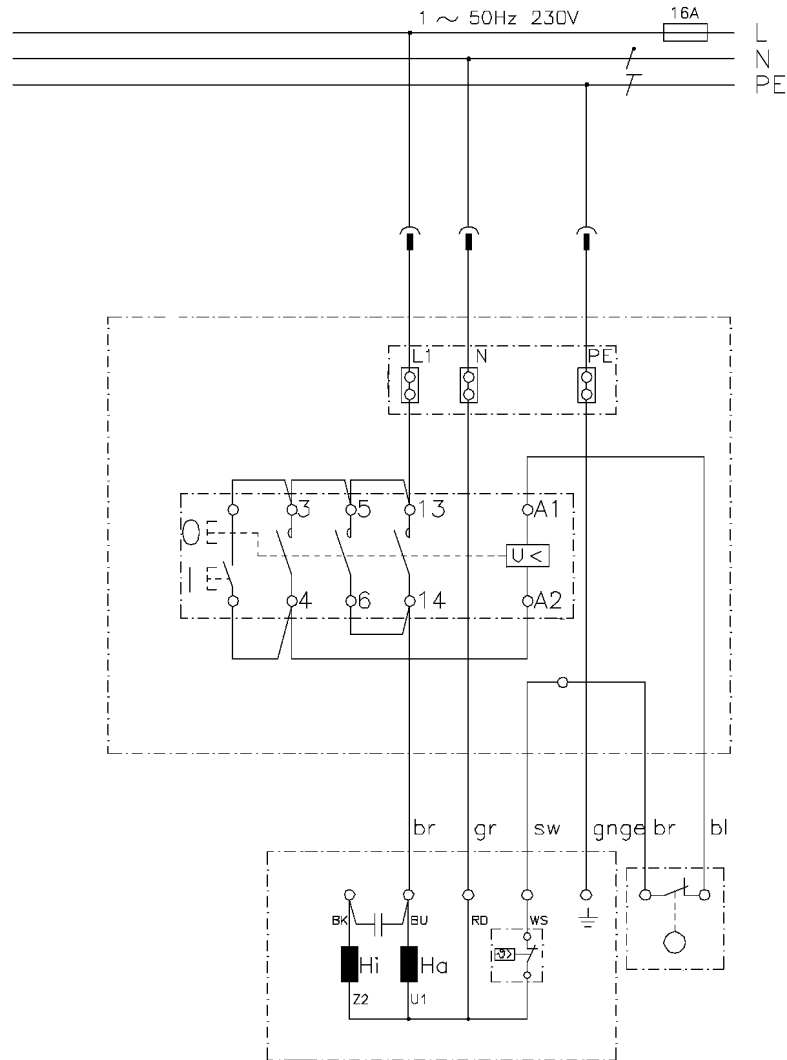 1 ~ 50Hz 230V
16A
L
N
PE
L1 N PE
3 5 13 A1
O
U<
I
4 6 14 A2
br gr sw gnge br bl
BK BU RD WS
Hi Ha ϑ>
Z2 U1